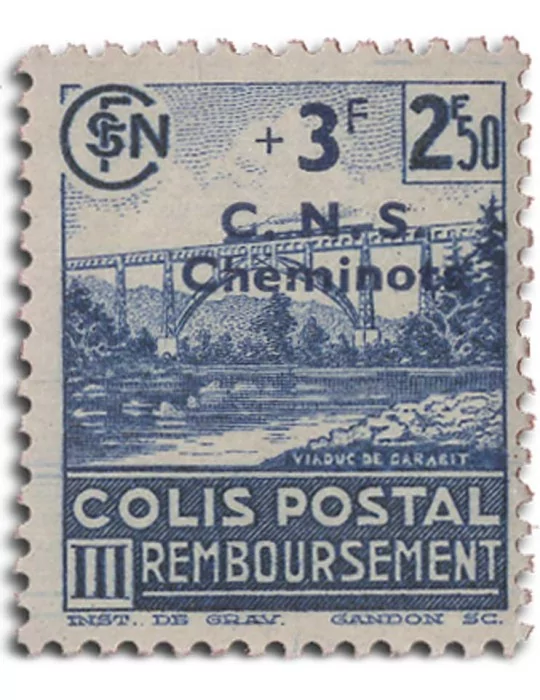 SNCF
+ 3F
2F50
C. N. S
Cheminots
VIADUC DE GARABIT
COLIS POSTAL
III REMBOURSEMENT
INST. DE GRAV. GANDON SC.